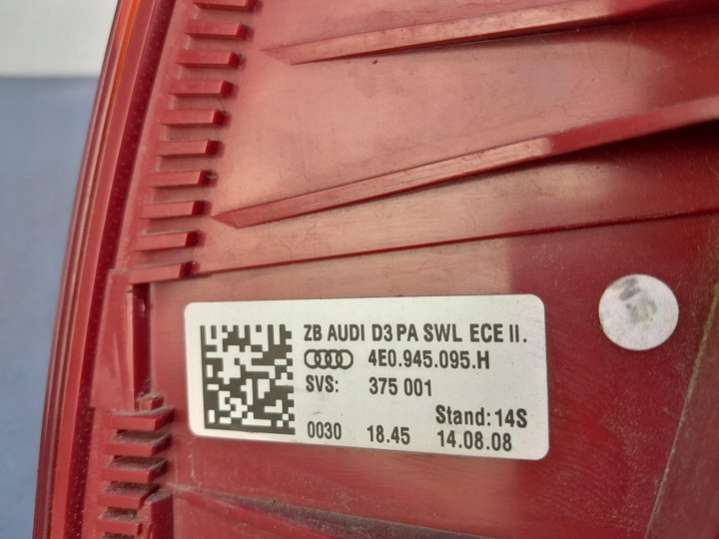 ZB AUDI D3 PA SWL ECE II.
4E0.945.095.H
SVS: 375 001
Stand: 14S
0030 18.45 14.08.08